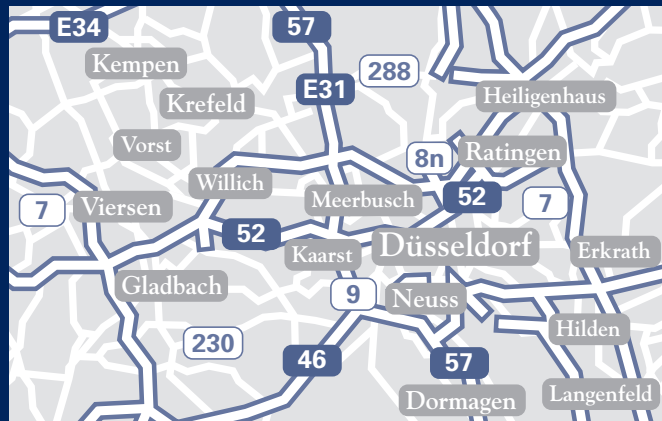 E34
57
Kempen
288
E31
Heiligenhaus
Krefeld
Vorst
8n
Ratingen
Willich
7
Viersen
Meerbusch
52
7
52
Düsseldorf
Kaarst
Erkrath
Gladbach
9
Neuss
230
Hilden
46
57
Dormagen
Langenfeld